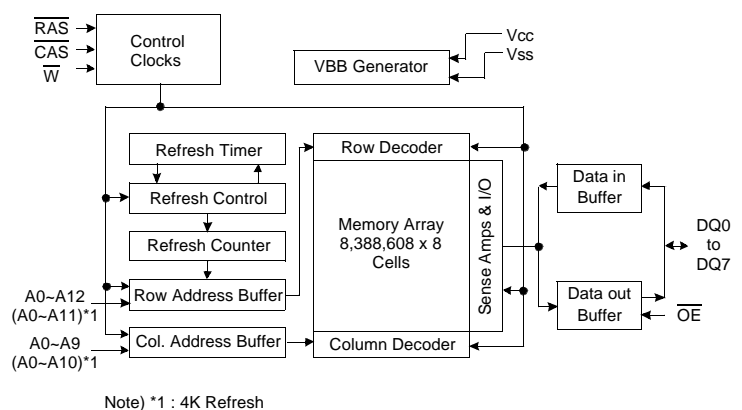 RAS
CAS
W
Control
Clocks
VBB Generator
Vcc
Vss
Refresh Timer
Refresh Control
Refresh Counter
Row Address Buffer
Col. Address Buffer
A0~A12
(A0~A11)*1
A0~A9
(A0~A10)*1
Row Decoder
Memory Array
8,388,608 x 8
Cells
Sense Amps & I/O
Column Decoder
Data in
Buffer
Data out
Buffer
DQ0
to
DQ7
OE
Note) *1 : 4K Refresh